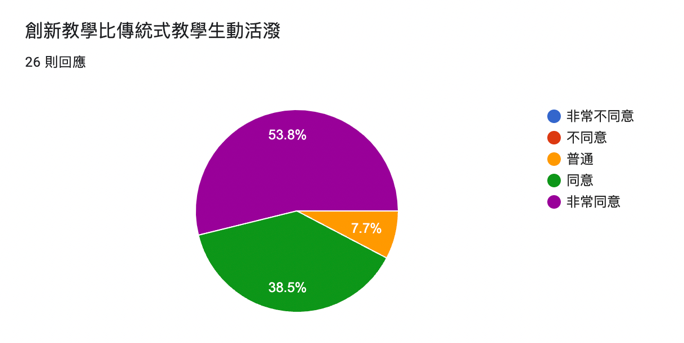 創新教學比傳統式教學生動活潑
26 則回應
53.8%
7.7%
38.5%
非常不同意
不同意
普通
同意
非常同意